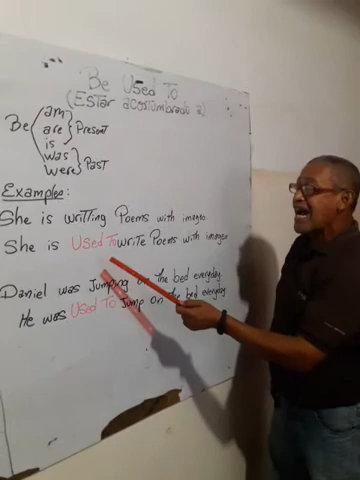 Be Used To
(Estar acostumbrado a)
Be am
are Present
is
was Past
were
Examples:
She is writting Poems with images
She is Used To write Poems with images
Daniel was Jumping on the bed everyday
He was Used To Jump on the bed everyday